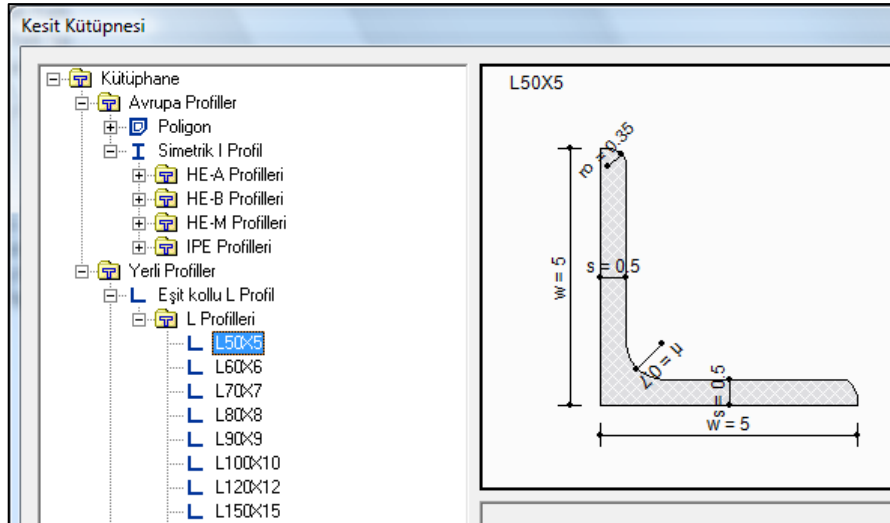 Kesit Kütüpnesi
Kütüphane
Avrupa Profiller
Poligon
Simetrik I Profil
HE-A Profilleri
HE-B Profilleri
HE-M Profilleri
IPE Profilleri
Yerli Profiller
Eşit kollu L Profil
L Profilleri
L50X5
L60X6
L70X7
L80X8
L90X9
L100X10
L120X12
L150X15
L50X5
ro = 0.35
w = 5
s = 0.5
rl = 0.7
s = 0.5
w = 5